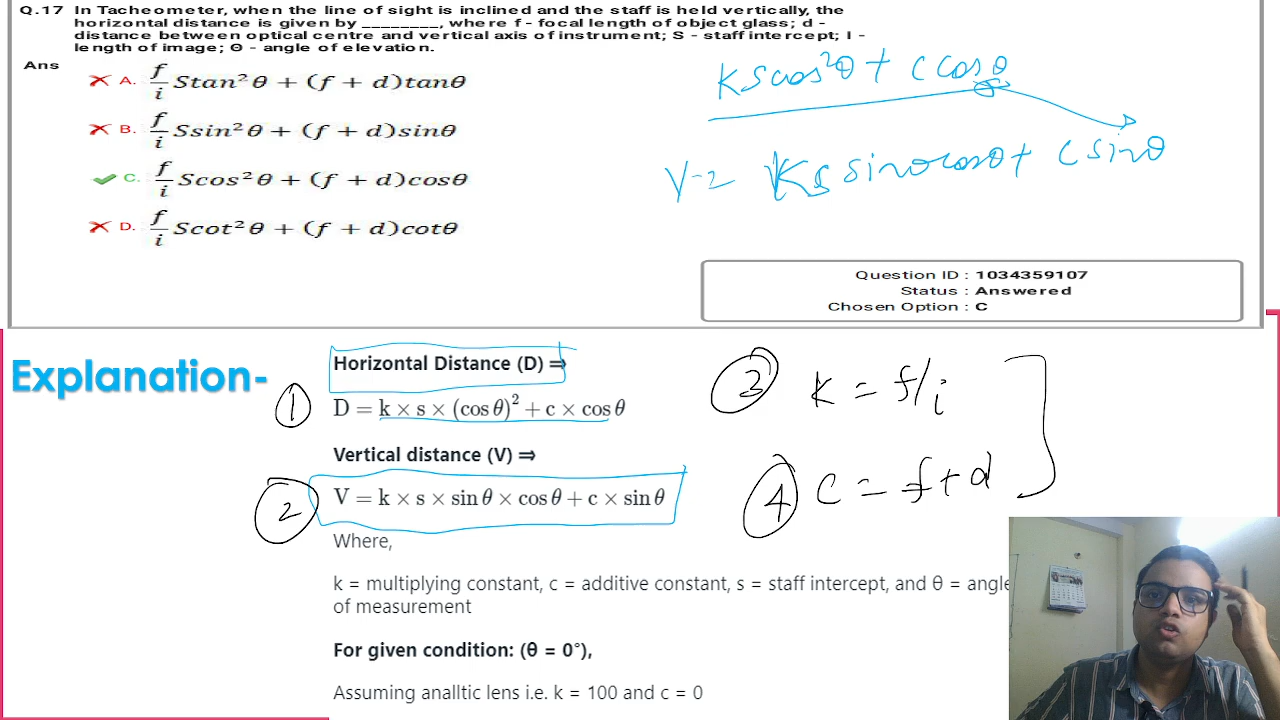 Q.17 In Tacheometer, when the line of sight is inclined and the staff is held vertically, the
horizontal distance is given by ________, where f - focal length of object glass; d -
distance between optical centre and vertical axis of instrument; S - staff intercept; I -
length of image; Θ - angle of elevation.
Ans
A. f/i Stan²θ + (f + d)tanθ
B. f/i Ssin²θ + (f + d)sinθ
C. f/i Scos²θ + (f + d)cosθ
D. f/i Scot²θ + (f + d)cotθ
KS cos²θ + C cosθ
V = KS sinθ cosθ + C sinθ
Question ID : 1034359107
Status : Answered
Chosen Option : C
Explanation-
Horizontal Distance (D) ⇒
1 D = k × s × (cos θ)² + c × cos θ
Vertical distance (V) ⇒
2 V = k × s × sin θ × cos θ + c × sin θ
Where,
k = multiplying constant, c = additive constant, s = staff intercept, and θ = angle
of measurement
For given condition: (θ = 0°),
Assuming analltic lens i.e. k = 100 and c = 0
3 K = f/i
4 C = f+d